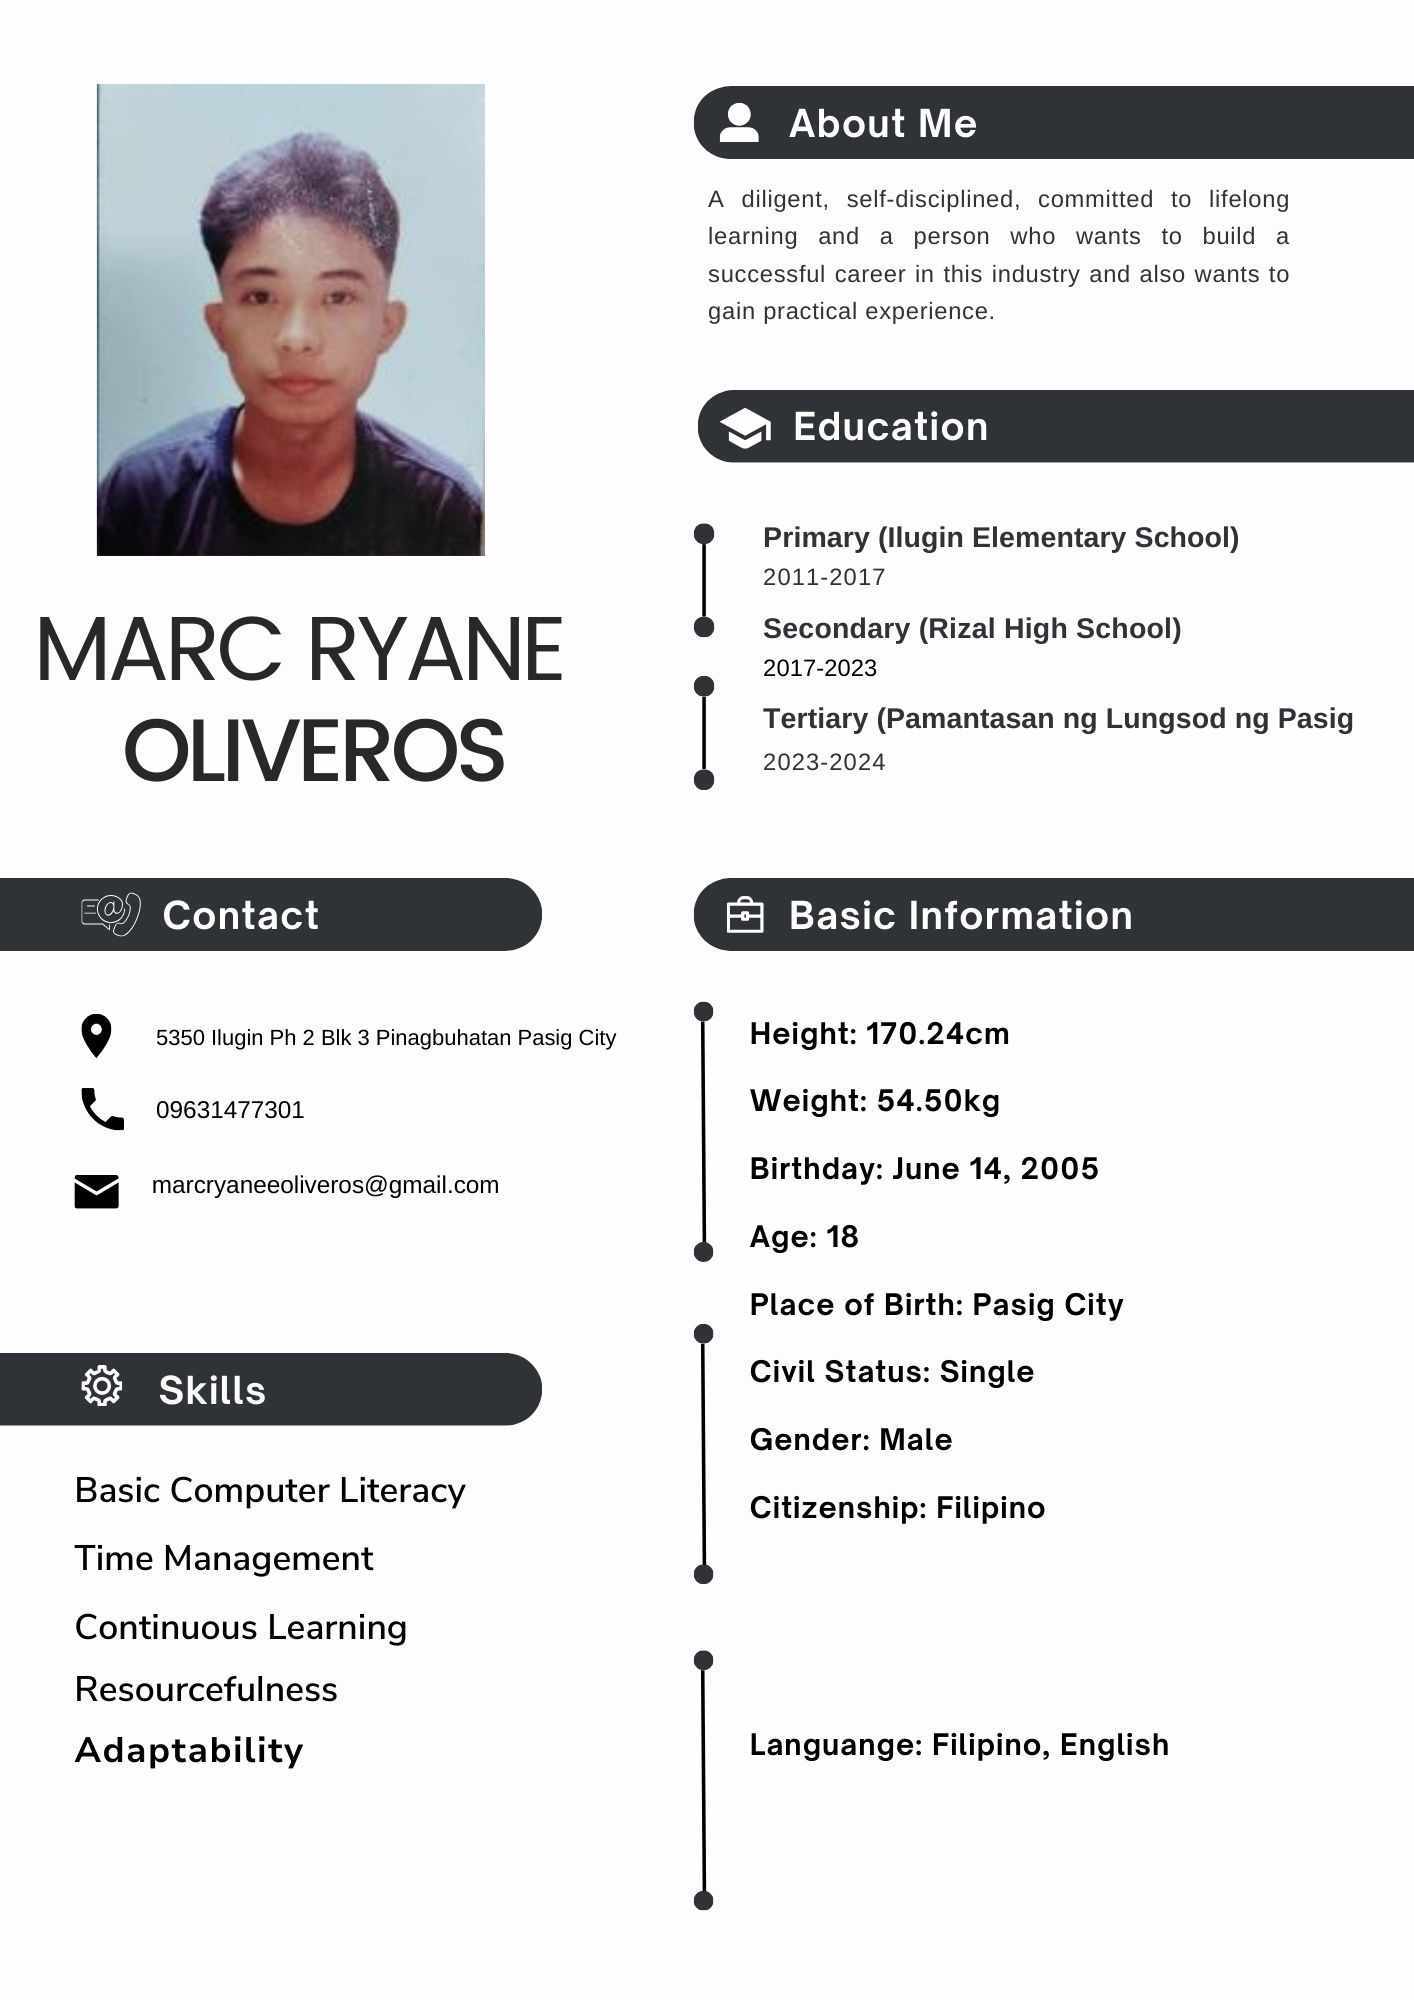 MARC RYANE
OLIVEROS
Contact
5350 Ilugin Ph 2 Blk 3 Pinagbuhatan Pasig City
09631477301
marcryaneeoliveros@gmail.com
Skills
Basic Computer Literacy
Time Management
Continuous Learning
Resourcefulness
Adaptability
About Me
A diligent, self-disciplined, committed to lifelong
learning and a person who wants to build a
successful career in this industry and also wants to
gain practical experience.
Education
Primary (Ilugin Elementary School)
2011-2017
Secondary (Rizal High School)
2017-2023
Tertiary (Pamantasan ng Lungsod ng Pasig
2023-2024
Basic Information
Height: 170.24cm
Weight: 54.50kg
Birthday: June 14, 2005
Age: 18
Place of Birth: Pasig City
Civil Status: Single
Gender: Male
Citizenship: Filipino
Languange: Filipino, English